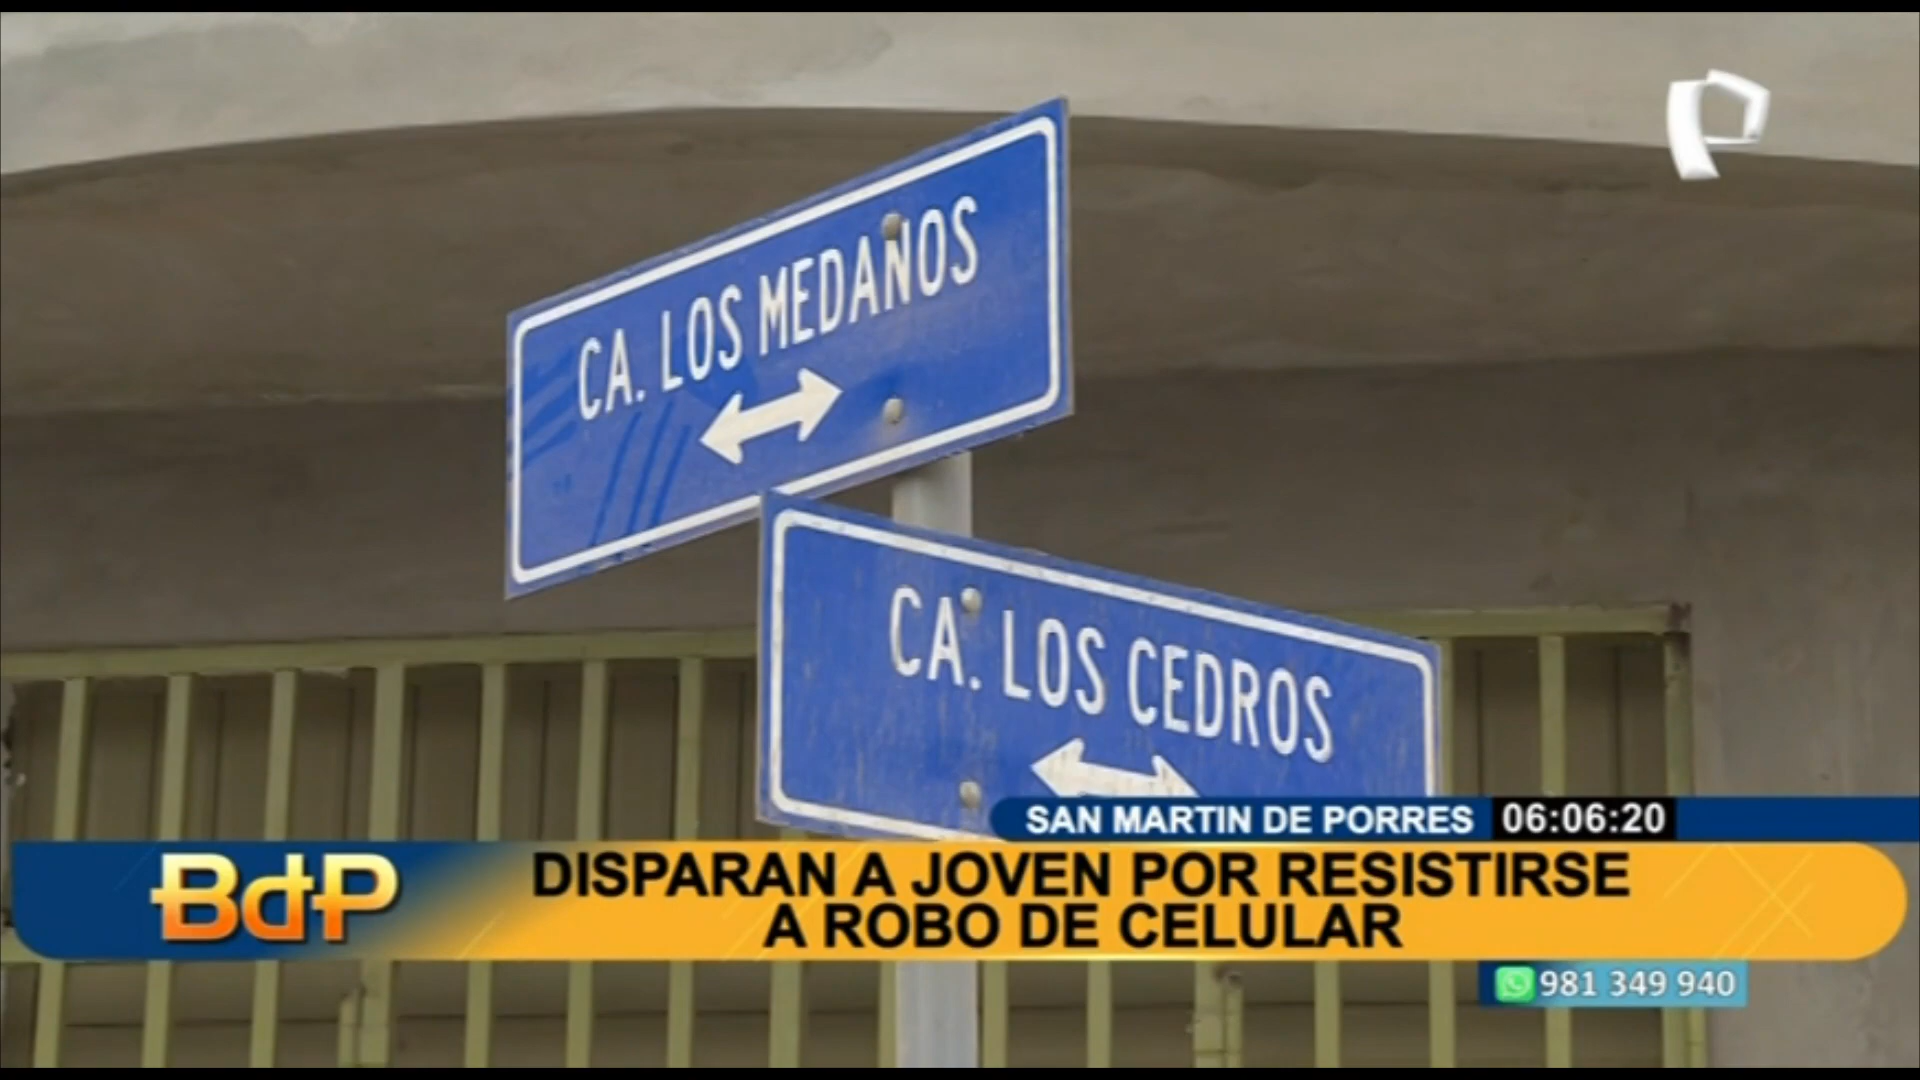 CA. LOS MEDAÑOS
CA. LOS CEDROS
SAN MARTIN DE PORRES 06:06:20
BdP
DISPARAN A JOVEN POR RESISTIRSE
A ROBO DE CELULAR
981 349 940